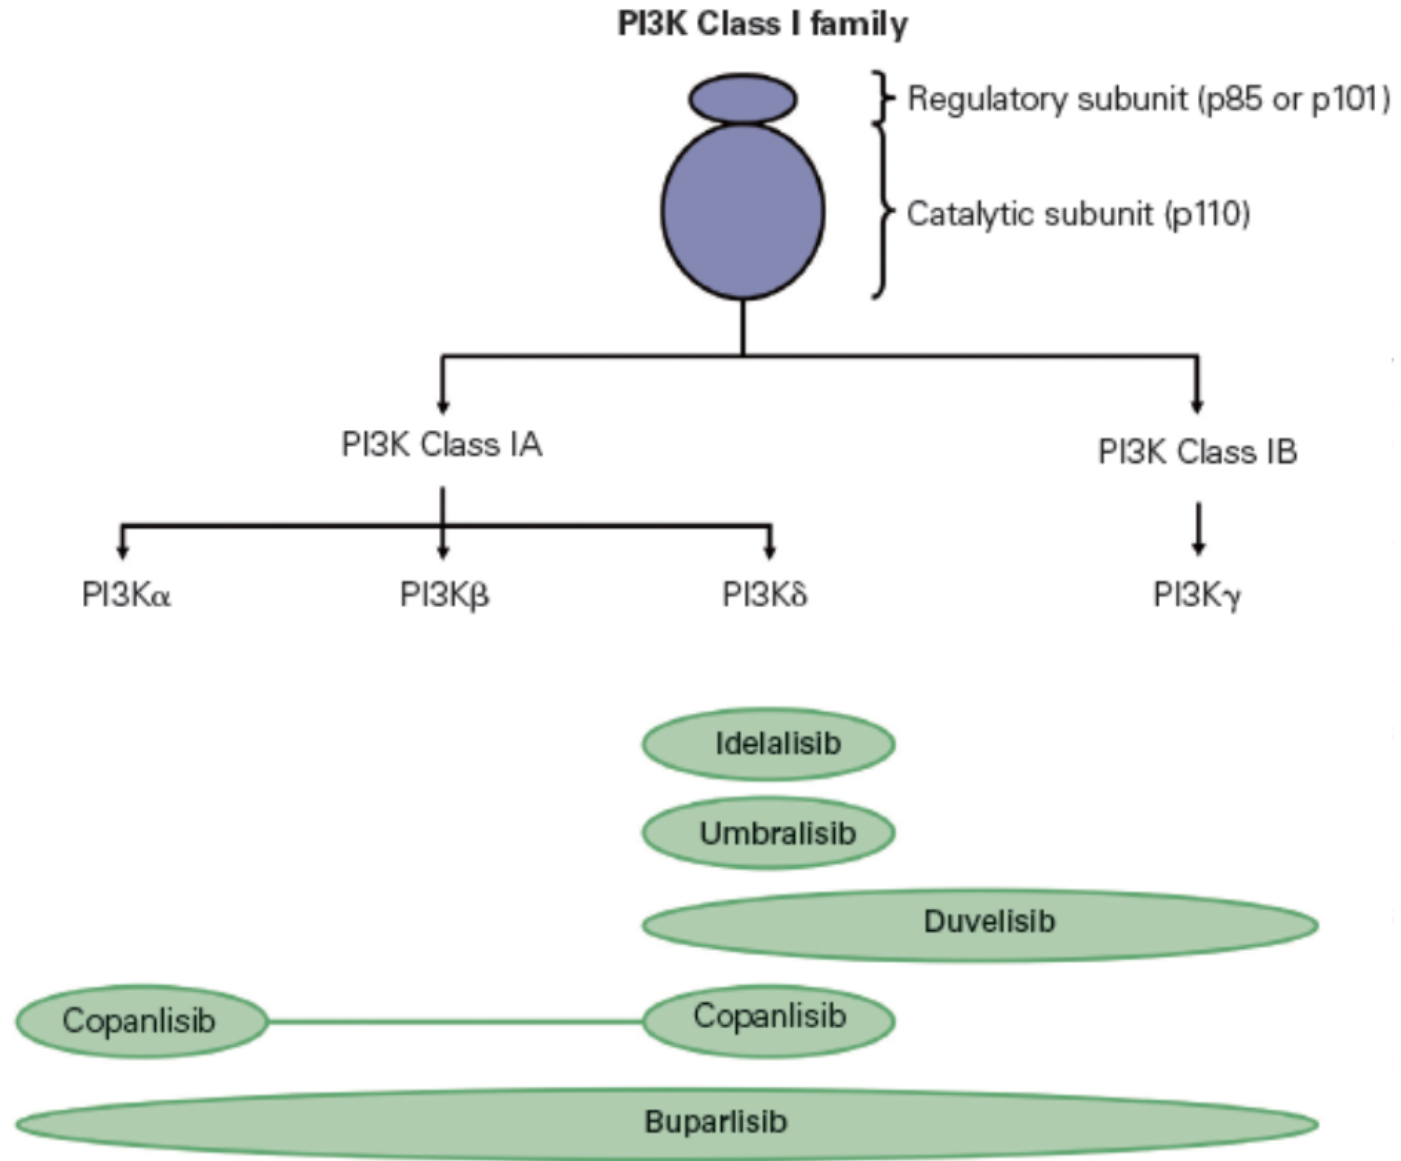 PI3K Class I family
Regulatory subunit (p85 or p101)
Catalytic subunit (p110)
PI3K Class IA
PI3K Class IB
PI3Kα
PI3Kβ
PI3Kδ
PI3Kγ
Idelalisib
Umbralisib
Duvelisib
Copanlisib
Copanlisib
Buparlisib